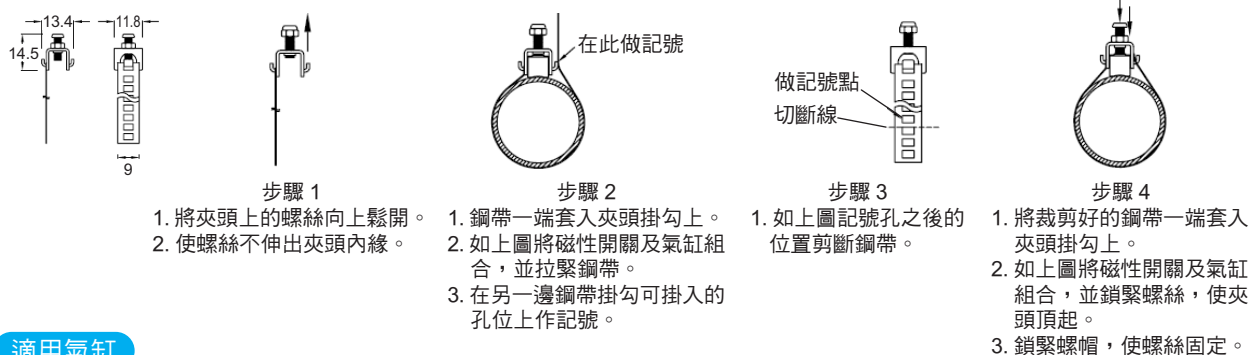 13.4
11.8
14.5
9
在此做記號
做記號點
切斷線
步驟 1
1. 將夾頭上的螺絲向上鬆開。
2. 使螺絲不伸出夾頭內緣。
步驟 2
1. 鋼帶一端套入夾頭掛勾上。
2. 如上圖將磁性開關及氣缸組
合，並拉緊鋼帶。
3. 在另一邊鋼帶掛勾可掛入的
孔位上作記號。
步驟 3
1. 如上圖記號孔之後的
位置剪斷鋼帶。
步驟 4
1. 將裁剪好的鋼帶一端套入
夾頭掛勾上。
2. 如上圖將磁性開關及氣缸
組合，並鎖緊螺絲，使夾
頭頂起。
3. 鎖緊螺帽，使螺絲固定。
適用氣缸